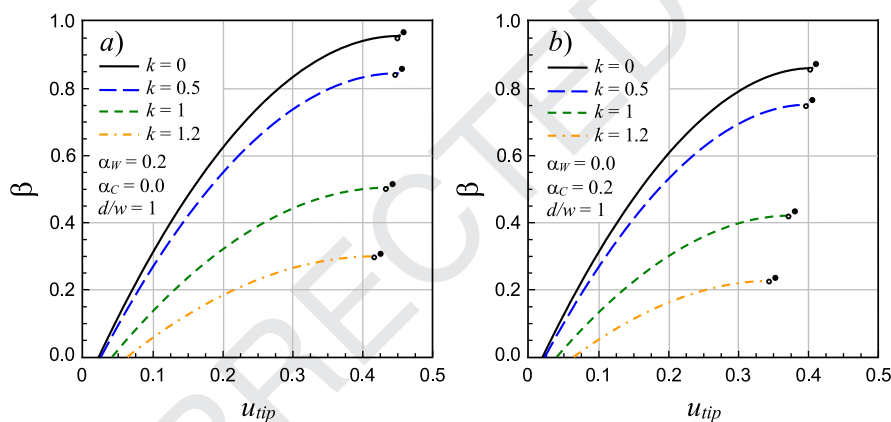 a)
k = 0
k = 0.5
k = 1
k = 1.2
α_W = 0.2
α_C = 0.0
d/w = 1
β
1.0
0.8
0.6
0.4
0.2
0.0
0.1
0.2
0.3
0.4
0.5
u_tip
b)
k = 0
k = 0.5
k = 1
k = 1.2
α_W = 0.0
α_C = 0.2
d/w = 1
β
1.0
0.8
0.6
0.4
0.2
0.0
0
0.1
0.2
0.3
0.4
0.5
u_tip
PRECTED